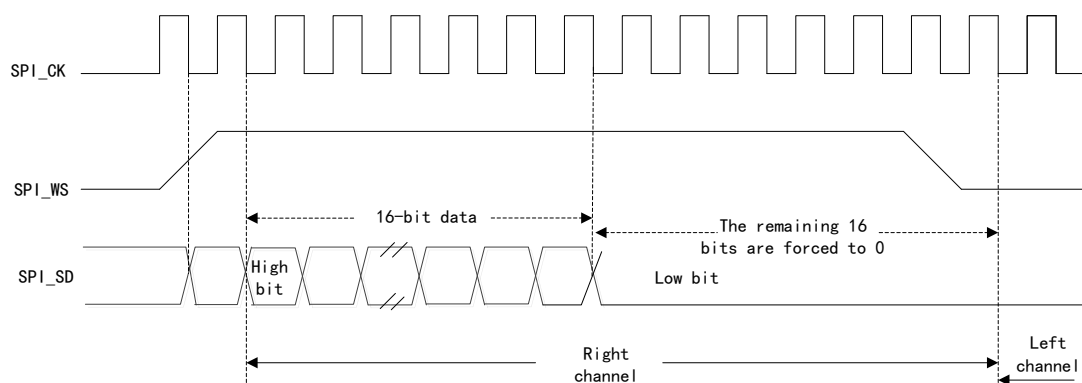 SPI_CK
SPI_WS
16-bit data
The remaining 16
bits are forced to 0
SPI_SD
High
bit
Low bit
Right
channel
Left
channel